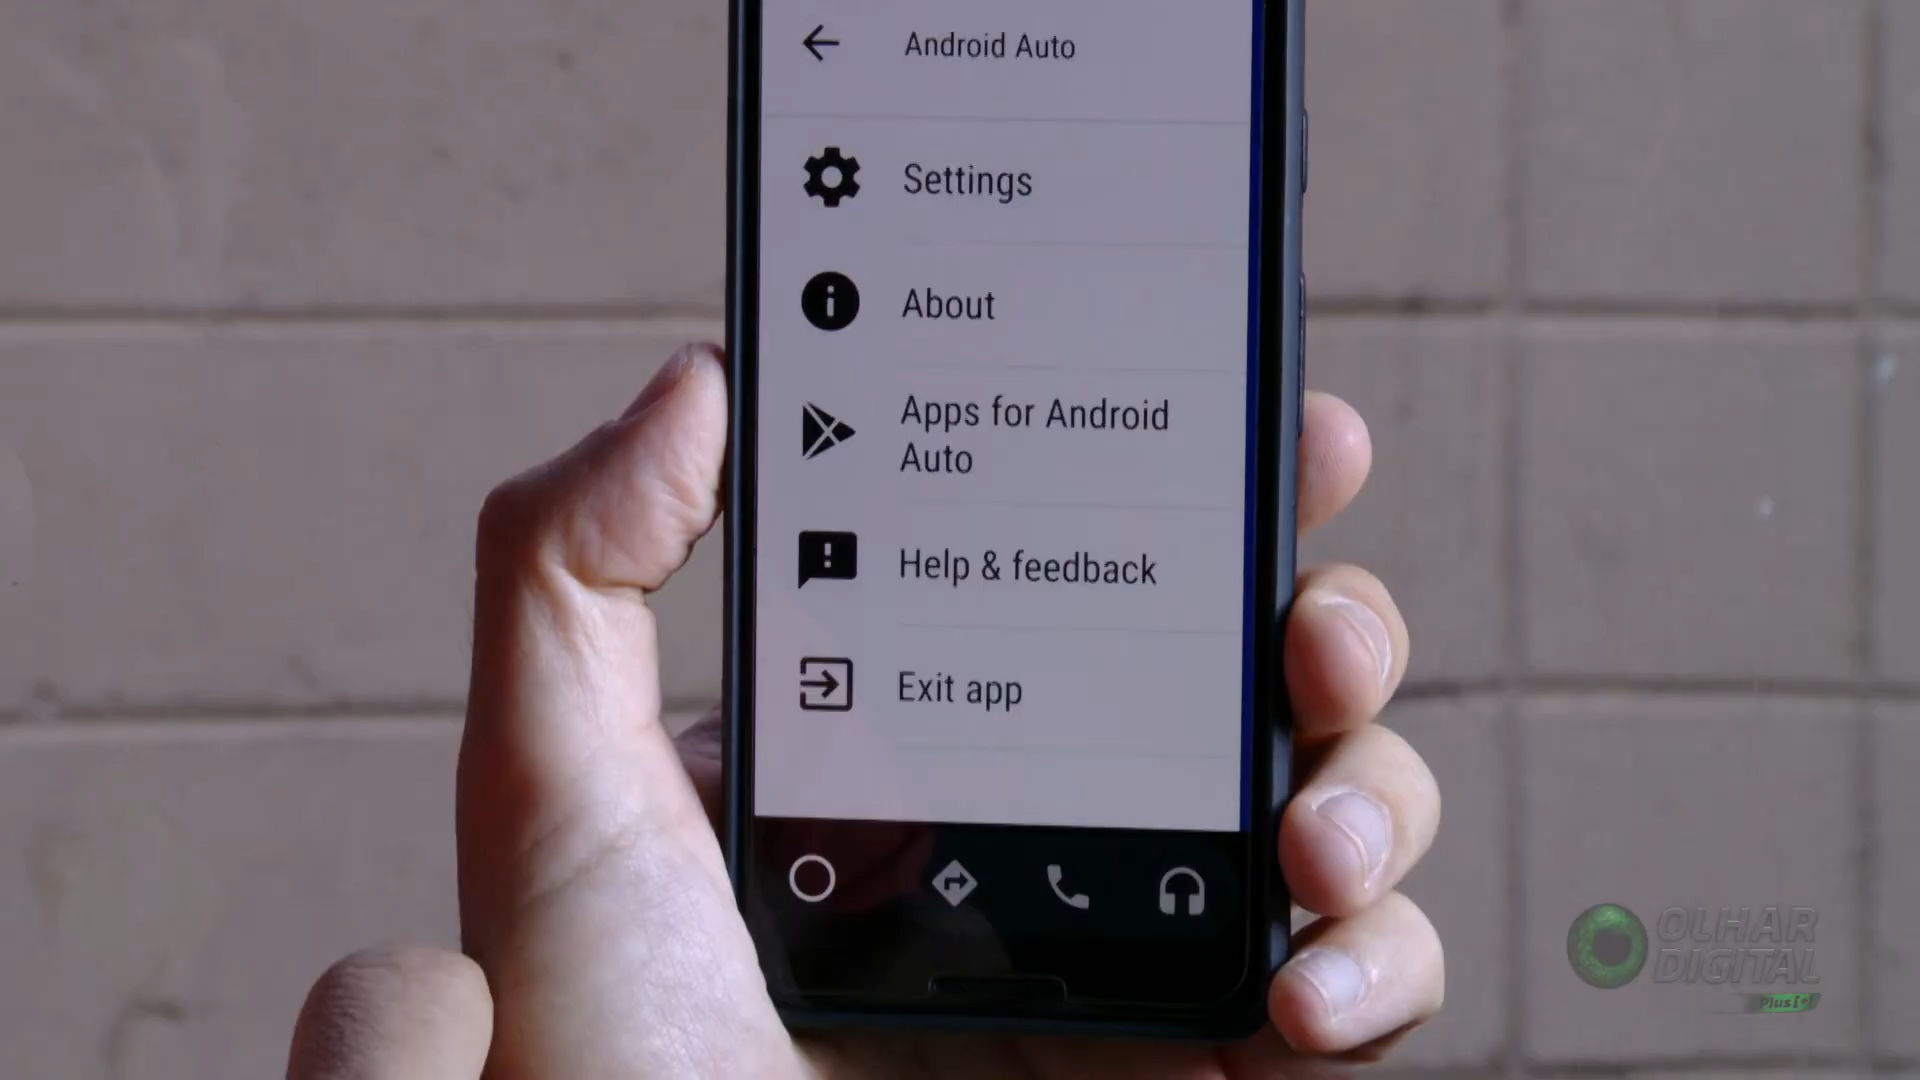 Android Auto
Settings
About
Apps for Android
Auto
Help & feedback
Exit app
OLHAR
DIGITAL
Plus[+]